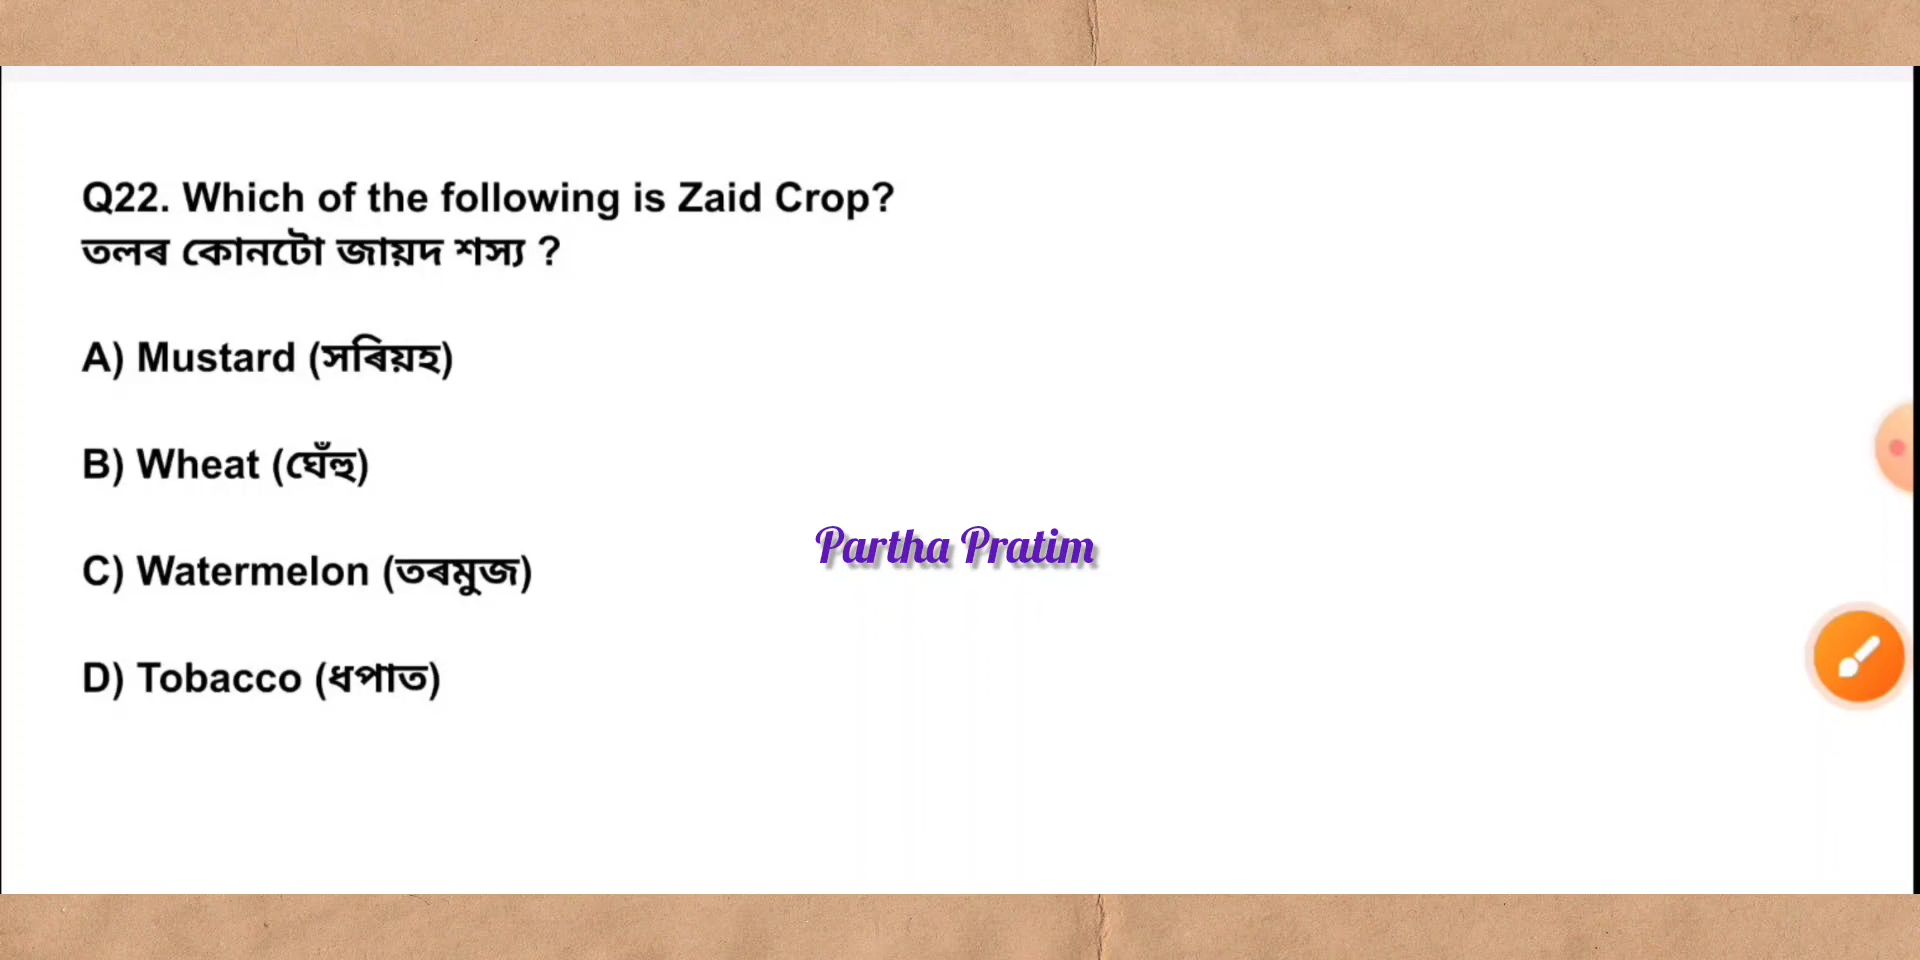 Q22. Which of the following is Zaid Crop?
তলৰ কোনটো জায়দ শস্য ?
A) Mustard (সৰিয়হ)
B) Wheat (ঘেঁহু)
C) Watermelon (তৰমুজ)
Partha Pratim
D) Tobacco (ধপাত)